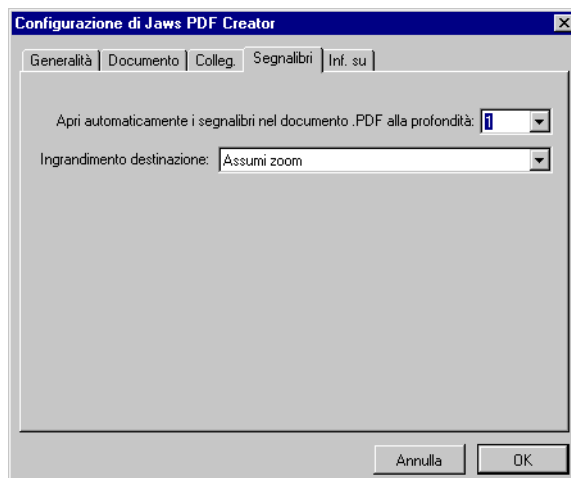 Configurazione di Jaws PDF Creator
Generalità Documento Colleg. Segnalibri Inf. su
Apri automaticamente i segnalibri nel documento .PDF alla profondità: 1
Ingrandimento destinazione: Assumi zoom
Annulla OK